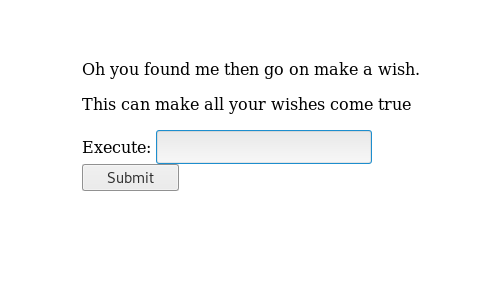 Oh you found me then go on make a wish.
This can make all your wishes come true
Execute:
Submit